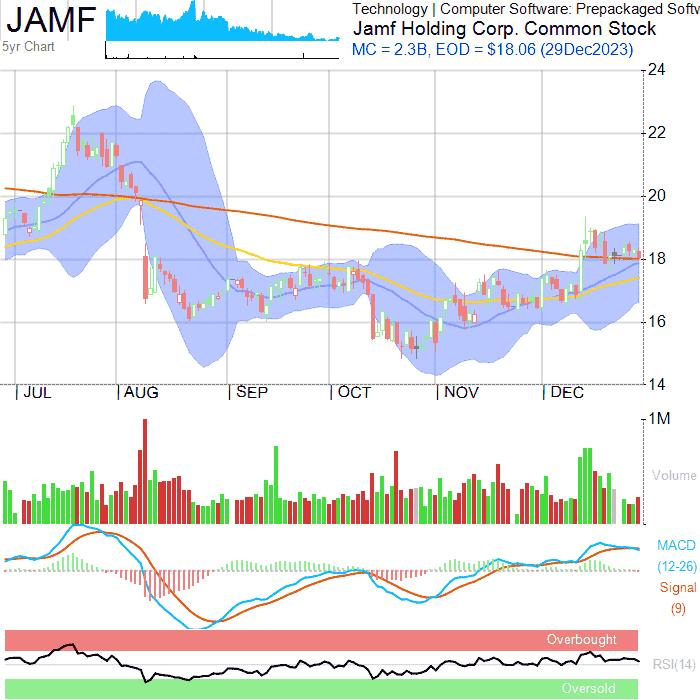 JAMF
5yr Chart
Technology | Computer Software: Prepackaged Softw
Jamf Holding Corp. Common Stock
MC = 2.3B, EOD = $18.06 (29Dec2023)
24
22
20
18
16
14
JUL AUG SEP OCT NOV DEC
1M
Volume
MACD
(12-26)
Signal
(9)
Overbought
RSI(14)
Oversold